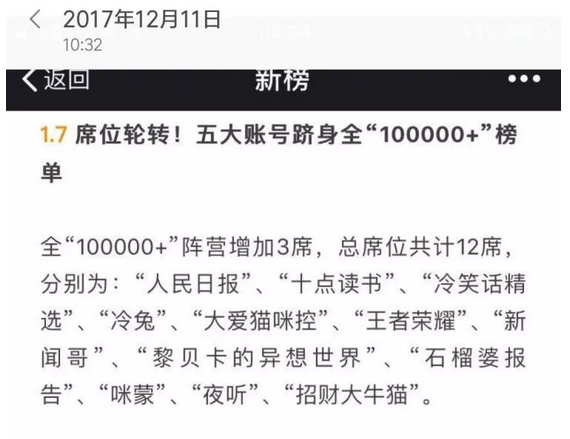 2017年12月11日
10:32
返回
新榜
1.7 席位轮转！五大账号跻身全“100000+”榜
单
全“100000+”阵营增加3席，总席位共计12席，
分别为：“人民日报”、“十点读书”、“冷笑话精
选”、“冷兔”、“大爱猫咪控”、“王者荣耀”、“新
闻哥”、“黎贝卡的异想世界”、“石榴婆报
告”、“咪蒙”、“夜听”、“招财大牛猫”。